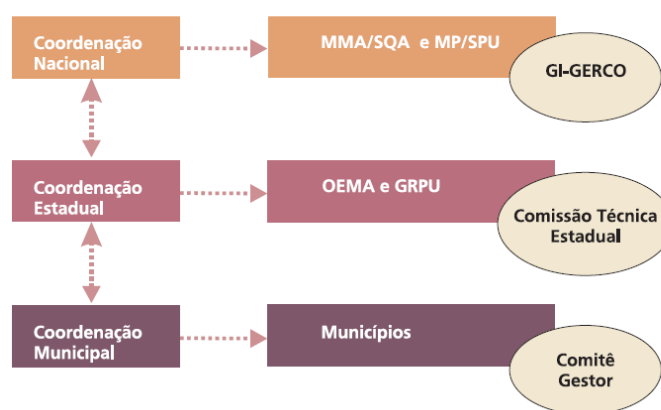 Coordenação
Nacional
MMA/SQA e MP/SPU
GI-GERCO
Coordenação
Estadual
OEMA e GRPU
Comissão Técnica
Estadual
Coordenação
Municipal
Municípios
Comitê
Gestor